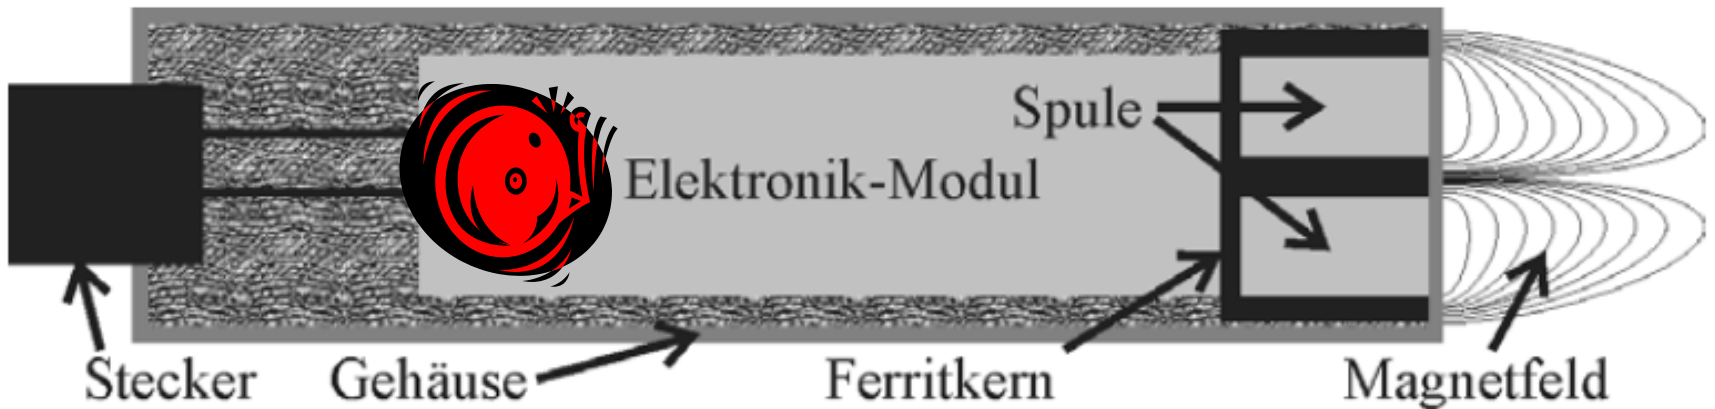 Spule
Elektronik-Modul
Stecker
Gehäuse
Ferritkern
Magnetfeld